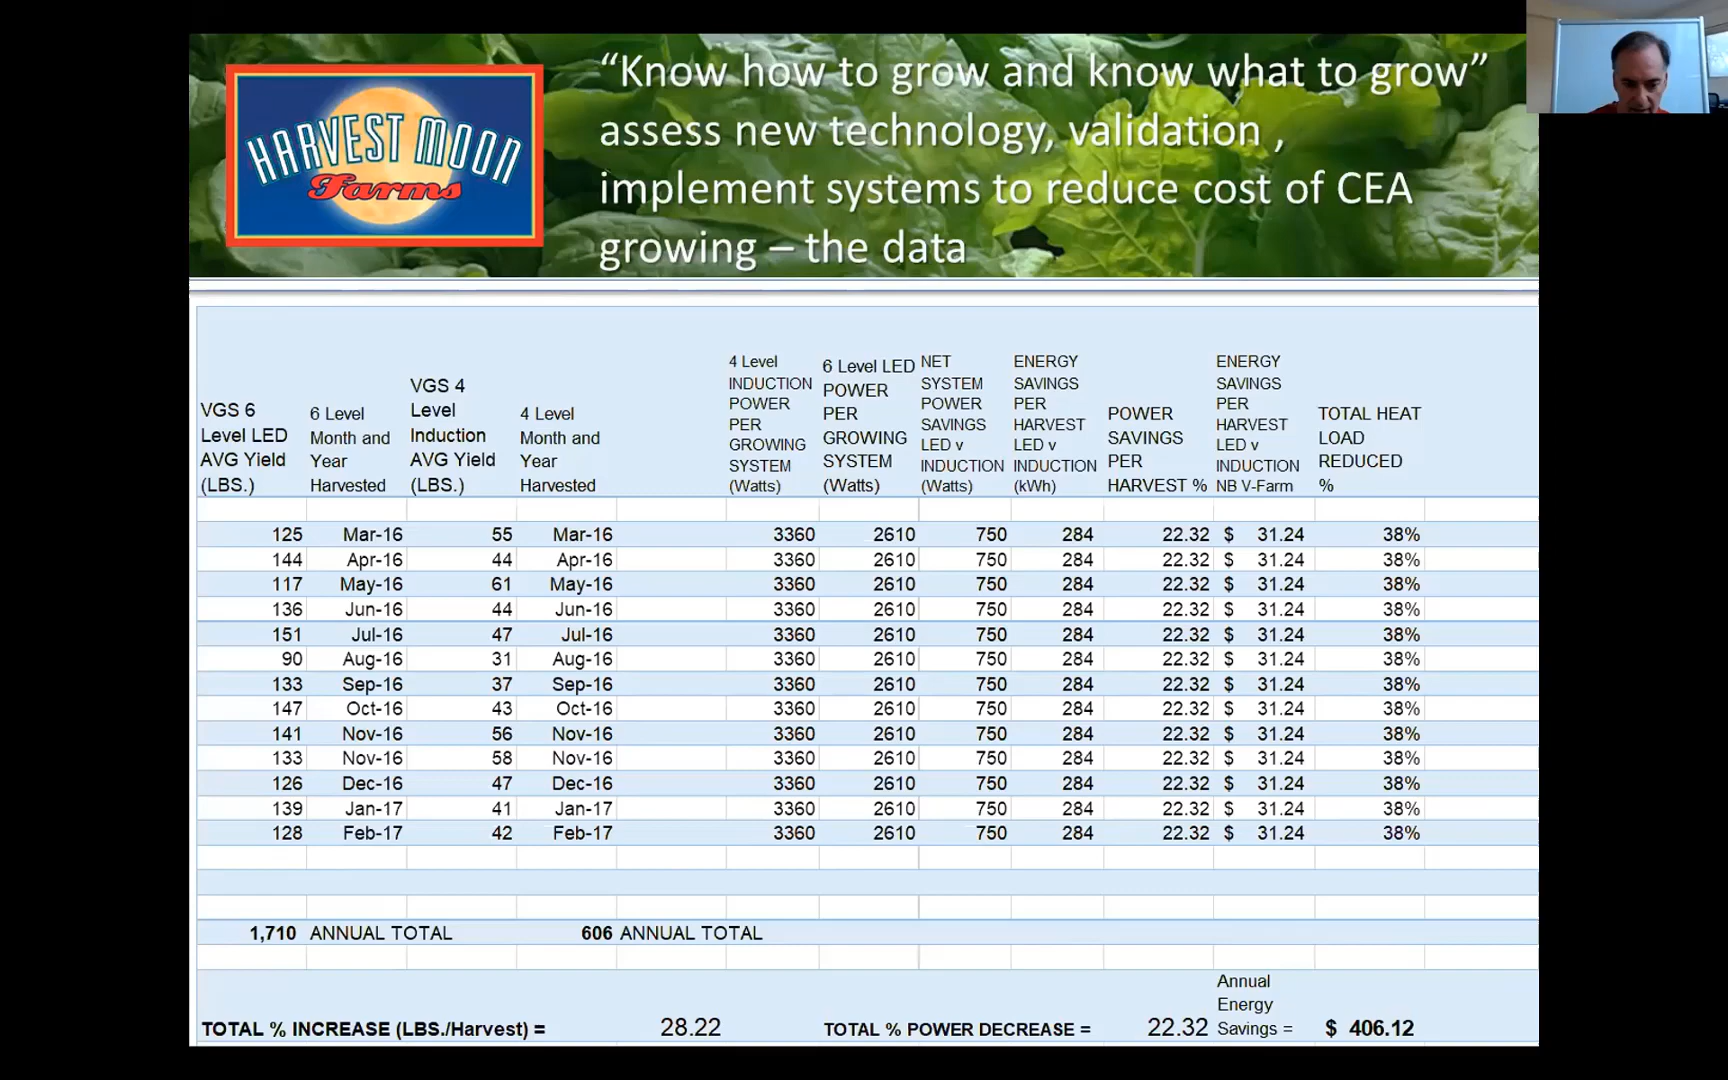 HARVEST MOON
Farms
“Know how to grow and know what to grow”
assess new technology, validation ,
implement systems to reduce cost of CEA
growing – the data
VGS 6
Level LED
AVG Yield
(LBS.)
6 Level
Month and
Year
Harvested
VGS 4
Level
Induction
AVG Yield
(LBS.)
4 Level
Month and
Year
Harvested
4 Level
INDUCTION
POWER
PER
GROWING
SYSTEM
(Watts)
6 Level LED
POWER
PER
GROWING
SYSTEM
(Watts)
NET
SYSTEM
POWER
SAVINGS
LED v
INDUCTION
(Watts)
ENERGY
SAVINGS
PER
HARVEST
LED v
INDUCTION
(kWh)
POWER
SAVINGS
PER
HARVEST %
ENERGY
SAVINGS
PER
HARVEST
LED v
INDUCTION
NB V-Farm
TOTAL HEAT
LOAD
REDUCED
%
125 Mar-16 55 Mar-16 3360 2610 750 284 22.32 $ 31.24 38%
144 Apr-16 44 Apr-16 3360 2610 750 284 22.32 $ 31.24 38%
117 May-16 61 May-16 3360 2610 750 284 22.32 $ 31.24 38%
136 Jun-16 44 Jun-16 3360 2610 750 284 22.32 $ 31.24 38%
151 Jul-16 47 Jul-16 3360 2610 750 284 22.32 $ 31.24 38%
90 Aug-16 31 Aug-16 3360 2610 750 284 22.32 $ 31.24 38%
133 Sep-16 37 Sep-16 3360 2610 750 284 22.32 $ 31.24 38%
147 Oct-16 43 Oct-16 3360 2610 750 284 22.32 $ 31.24 38%
141 Nov-16 56 Nov-16 3360 2610 750 284 22.32 $ 31.24 38%
133 Nov-16 58 Nov-16 3360 2610 750 284 22.32 $ 31.24 38%
126 Dec-16 47 Dec-16 3360 2610 750 284 22.32 $ 31.24 38%
139 Jan-17 41 Jan-17 3360 2610 750 284 22.32 $ 31.24 38%
128 Feb-17 42 Feb-17 3360 2610 750 284 22.32 $ 31.24 38%
1,710 ANNUAL TOTAL 606 ANNUAL TOTAL
TOTAL % INCREASE (LBS./Harvest) = 28.22
TOTAL % POWER DECREASE = 22.32
Annual
Energy
Savings = $ 406.12